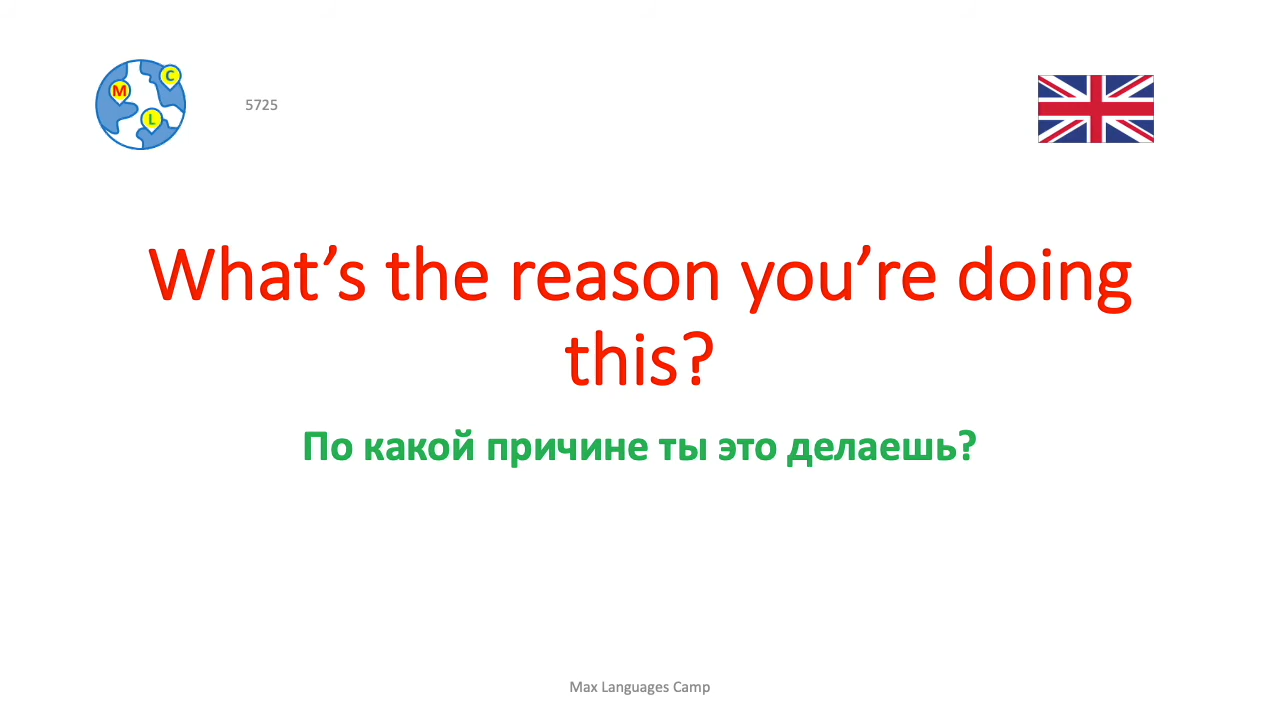 M
C
L
5725
What’s the reason you’re doing
this?
По какой причине ты это делаешь?
Max Languages Camp